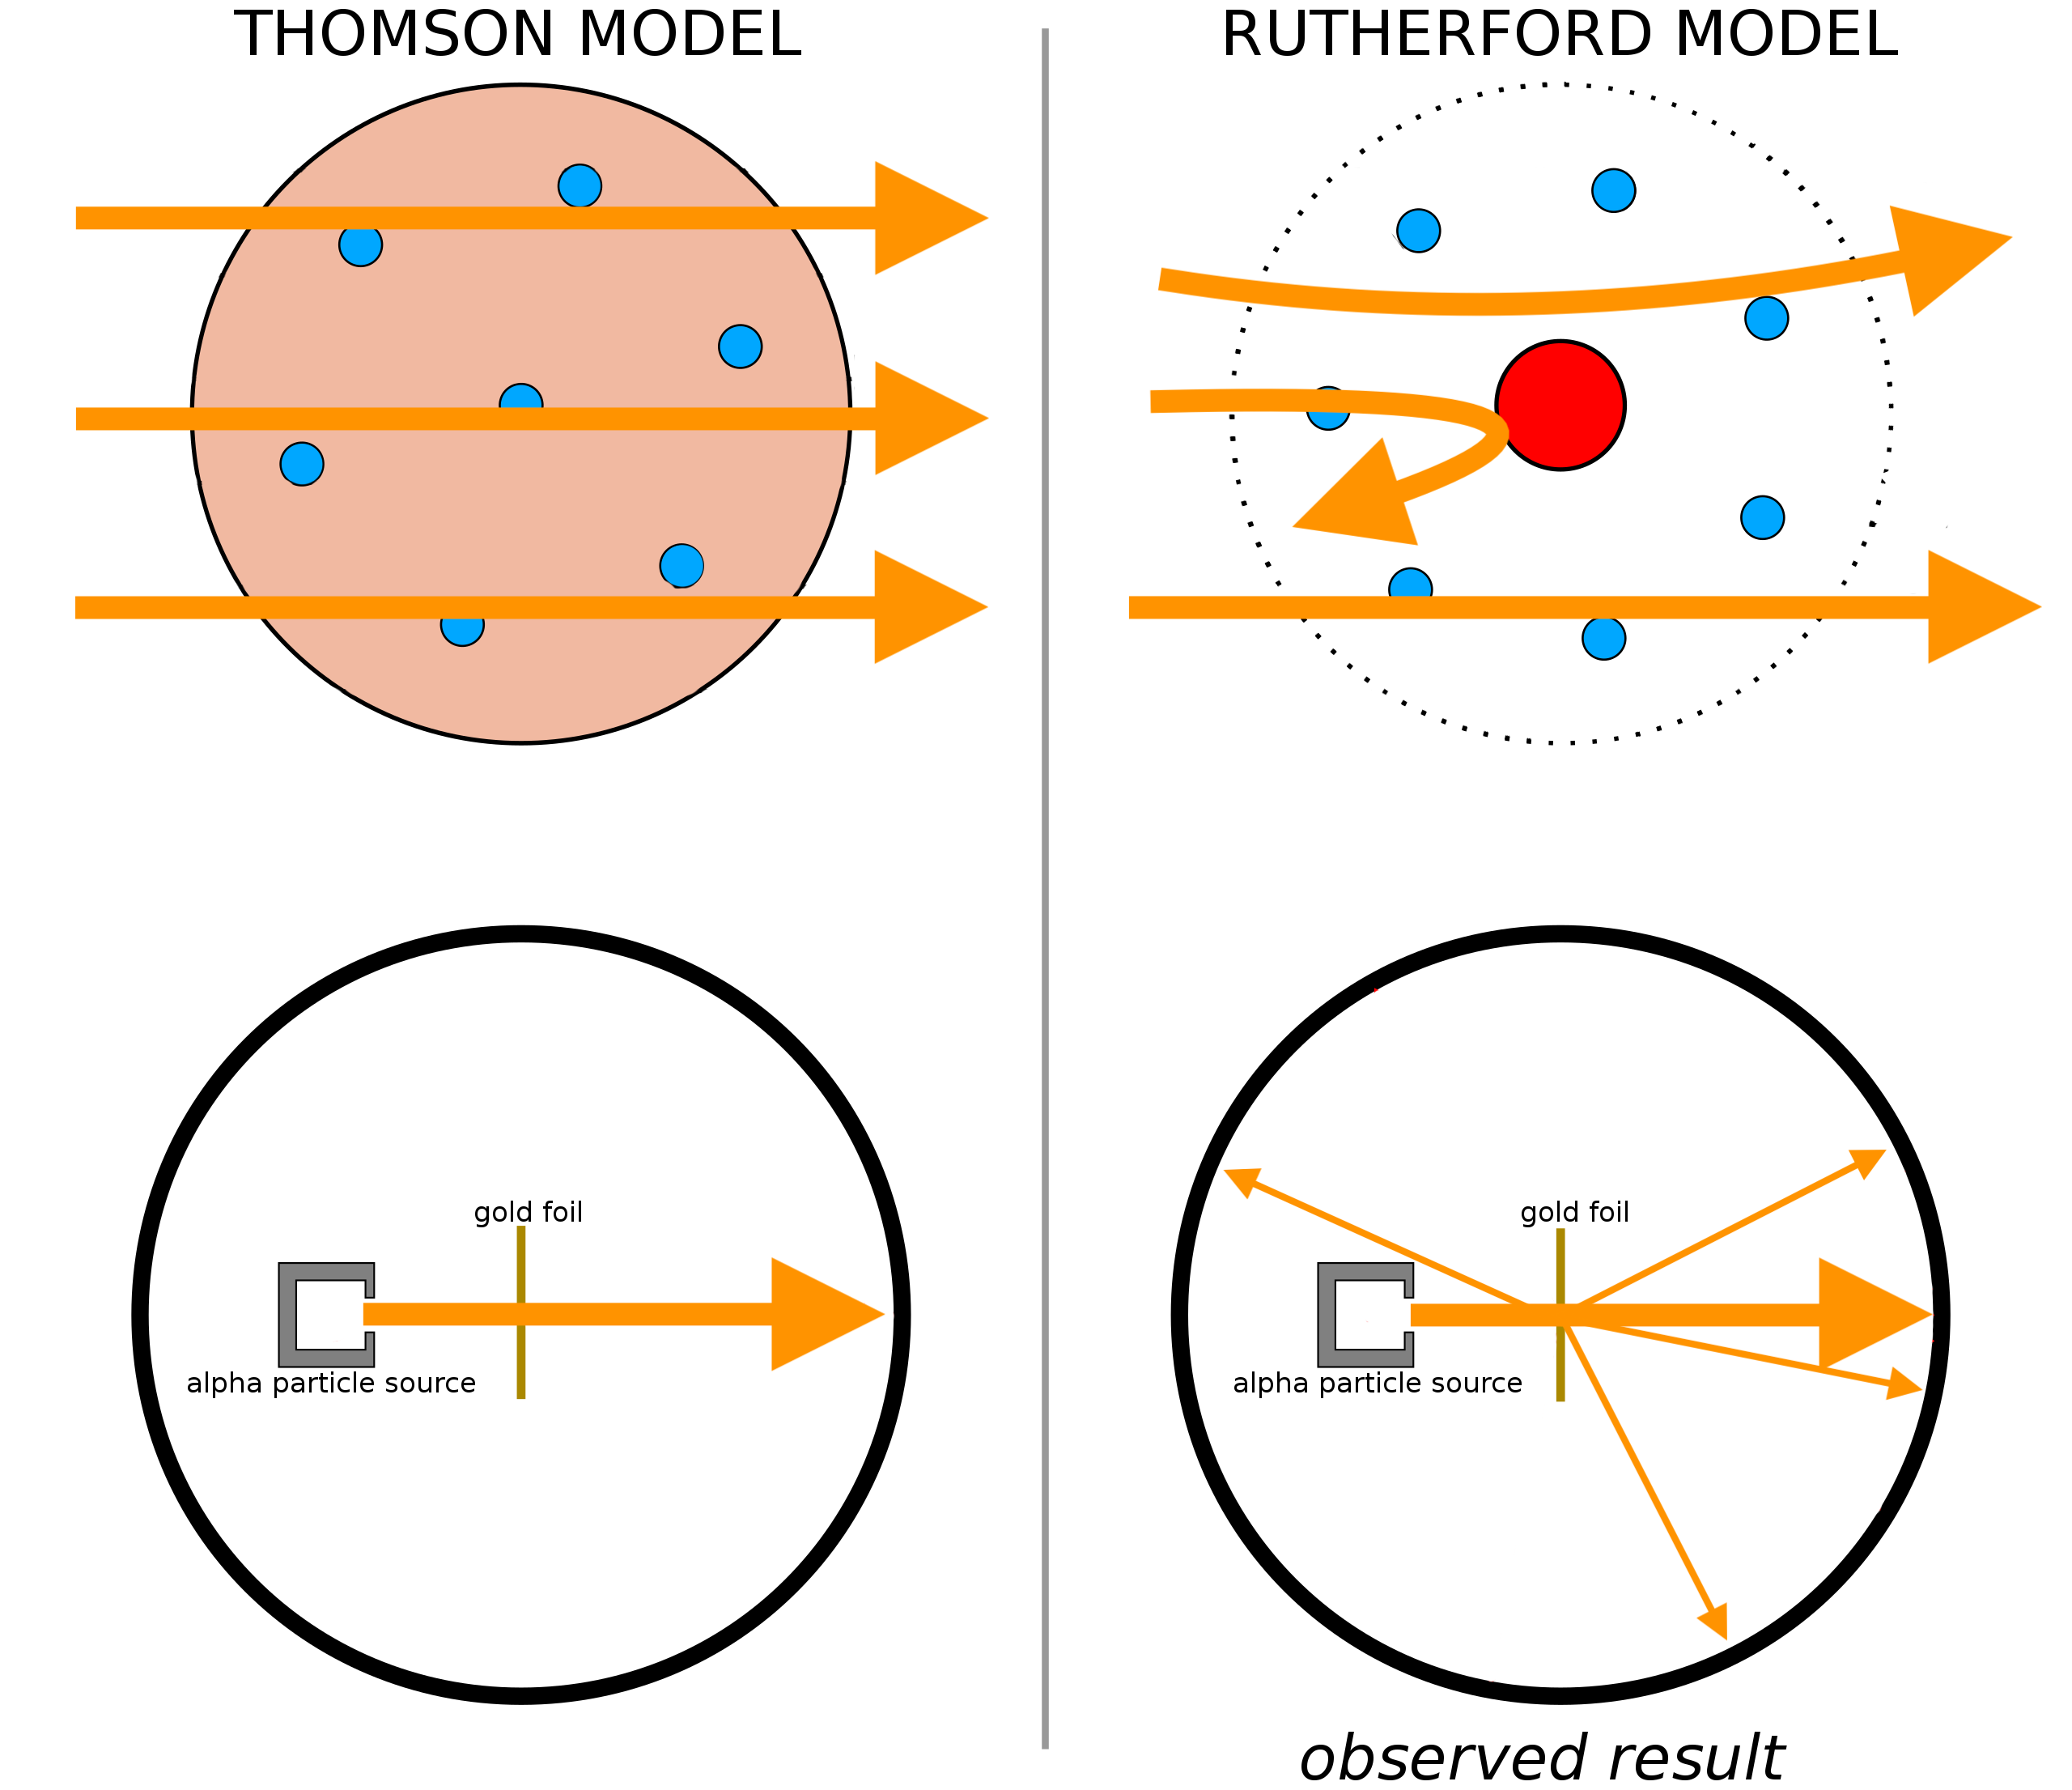 THOMSON MODEL
RUTHERFORD MODEL
gold foil
alpha particle source
gold foil
alpha particle source
observed result